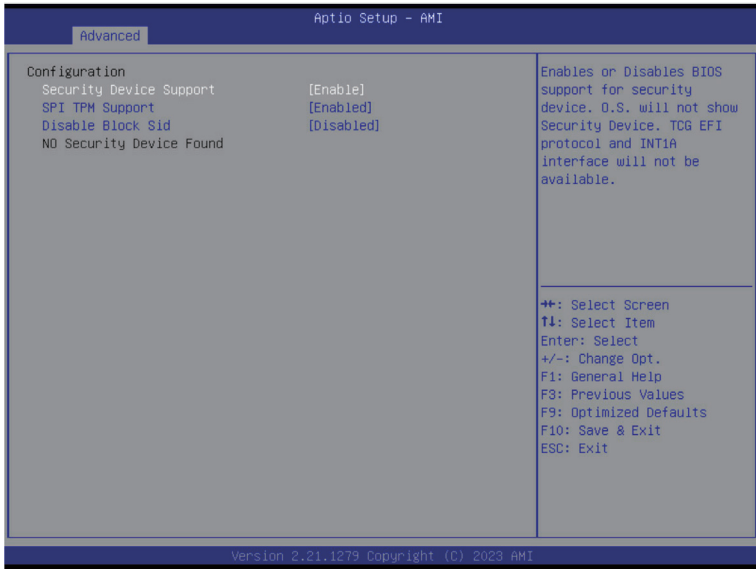 Aptio Setup - AMI
Advanced
Configuration
Security Device Support [Enable]
SPI TPM Support [Enabled]
Disable Block Sid [Disabled]
NO Security Device Found
Enables or Disables BIOS
support for security
device. O.S. will not show
Security Device. TCG EFI
protocol and INT1A
interface will not be
available.
→←: Select Screen
↑↓: Select Item
Enter: Select
+/-: Change Opt.
F1: General Help
F3: Previous Values
F9: Optimized Defaults
F10: Save & Exit
ESC: Exit
Version 2.21.1279 Copyright (C) 2023 AMI